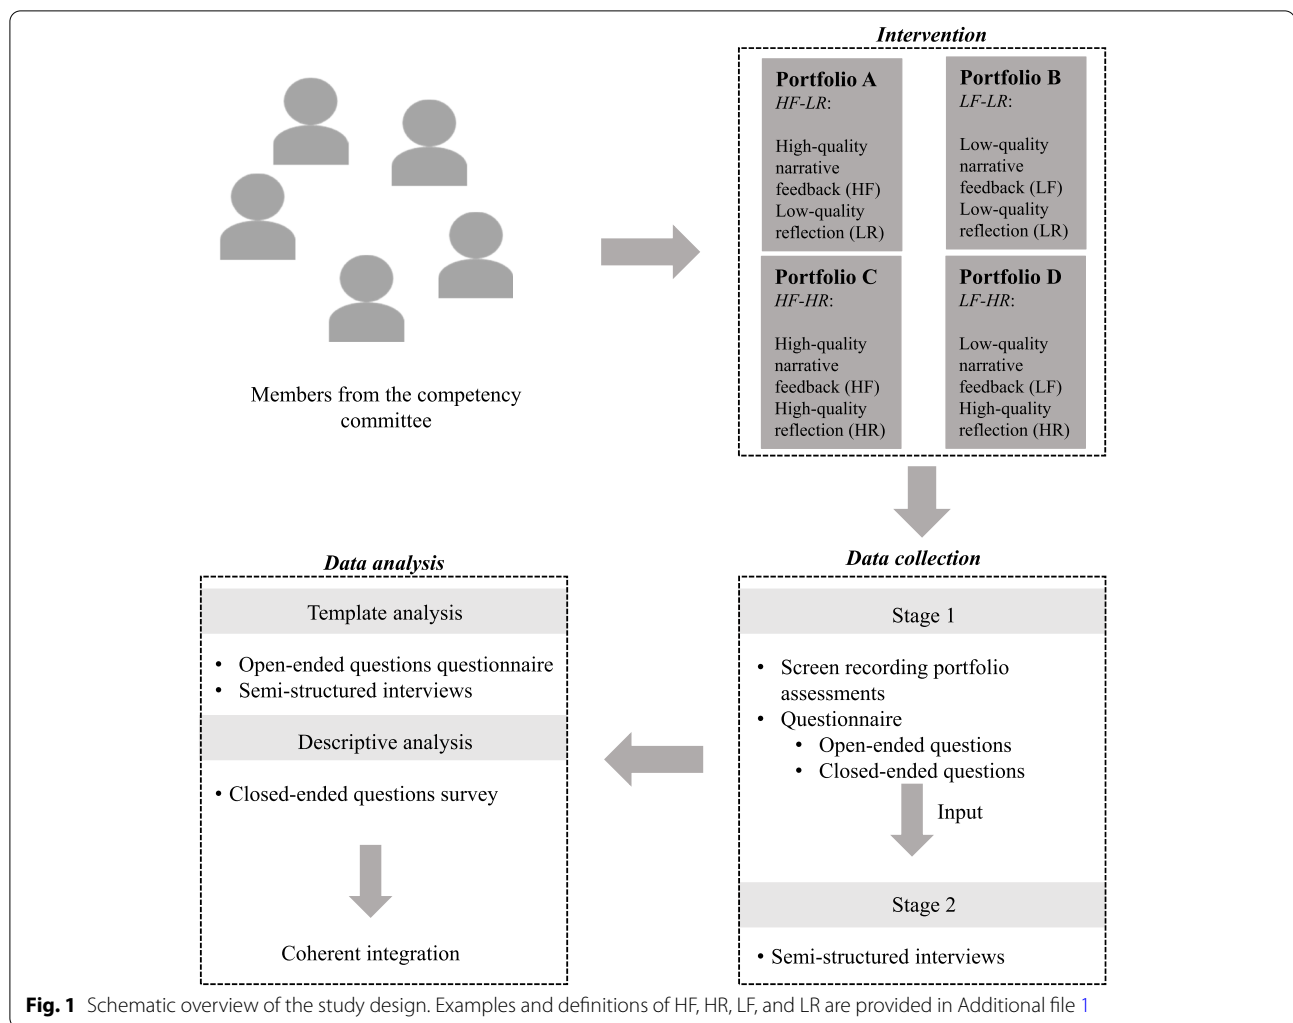 Intervention
Portfolio A
HF-LR:
High-quality
narrative
feedback (HF)
Low-quality
reflection (LR)
Portfolio B
LF-LR:
Low-quality
narrative
feedback (LF)
Low-quality
reflection (LR)
Portfolio C
HF-HR:
High-quality
narrative
feedback (HF)
High-quality
reflection (HR)
Portfolio D
LF-HR:
Low-quality
narrative
feedback (LF)
High-quality
reflection (HR)
Members from the competency
committee
Data collection
Stage 1
• Screen recording portfolio
assessments
• Questionnaire
• Open-ended questions
• Closed-ended questions
Input
Stage 2
• Semi-structured interviews
Data analysis
Template analysis
• Open-ended questions questionnaire
• Semi-structured interviews
Descriptive analysis
• Closed-ended questions survey
Coherent integration
Fig. 1 Schematic overview of the study design. Examples and definitions of HF, HR, LF, and LR are provided in Additional file 1